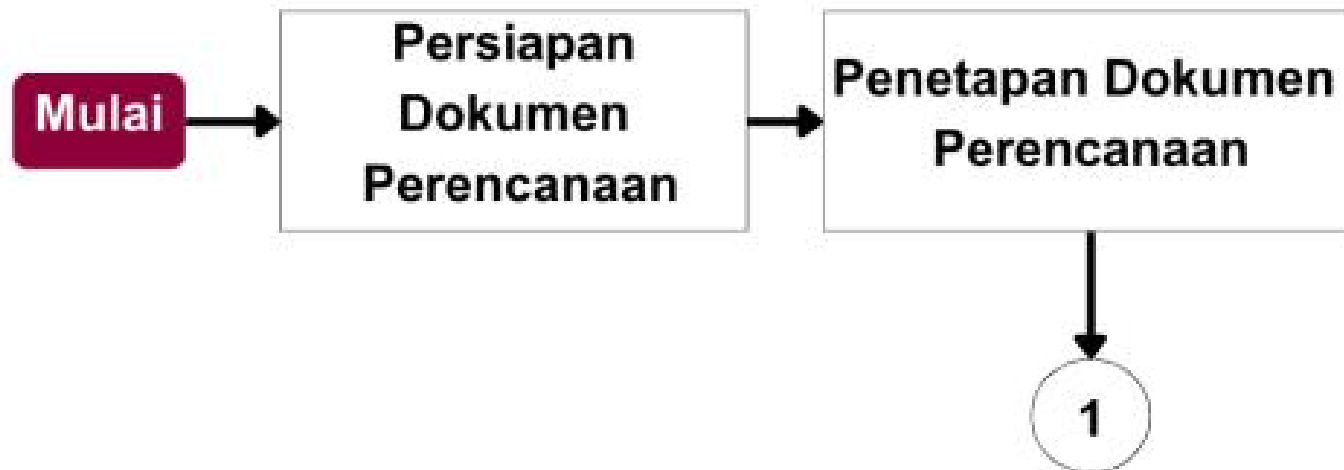 Mulai
Persiapan
Dokumen
Perencanaan
Penetapan Dokumen
Perencanaan
1